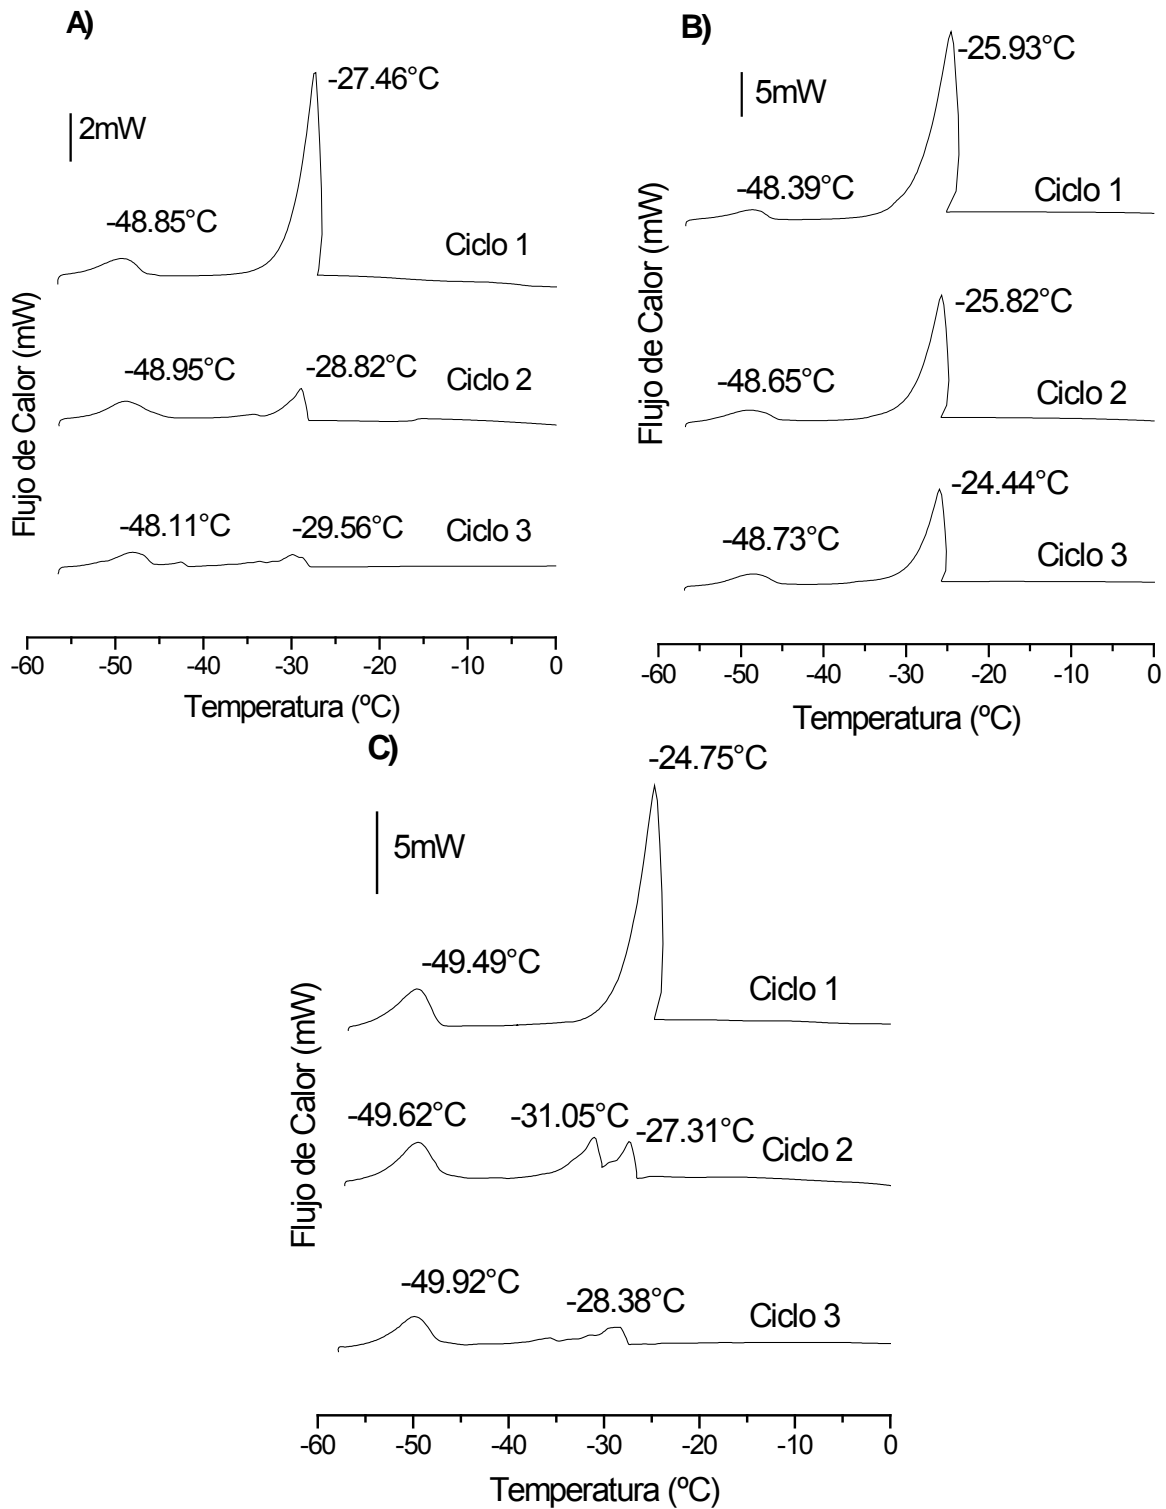 A)
-27.46°C
2mW
-48.85°C
Ciclo 1
-48.95°C
-28.82°C
Ciclo 2
-48.11°C
-29.56°C
Ciclo 3
Flujo de Calor (mW)
-60 -50 -40 -30 -20 -10 0
Temperatura (ºC)
B)
-25.93°C
5mW
-48.39°C
Ciclo 1
-25.82°C
-48.65°C
Ciclo 2
-24.44°C
-48.73°C
Ciclo 3
Flujo de Calor (mW)
-60 -50 -40 -30 -20 -10 0
Temperatura (ºC)
C)
-24.75°C
5mW
-49.49°C
Ciclo 1
-49.62°C
-31.05°C
-27.31°C
Ciclo 2
-49.92°C
-28.38°C
Ciclo 3
Flujo de Calor (mW)
-60 -50 -40 -30 -20 -10 0
Temperatura (ºC)